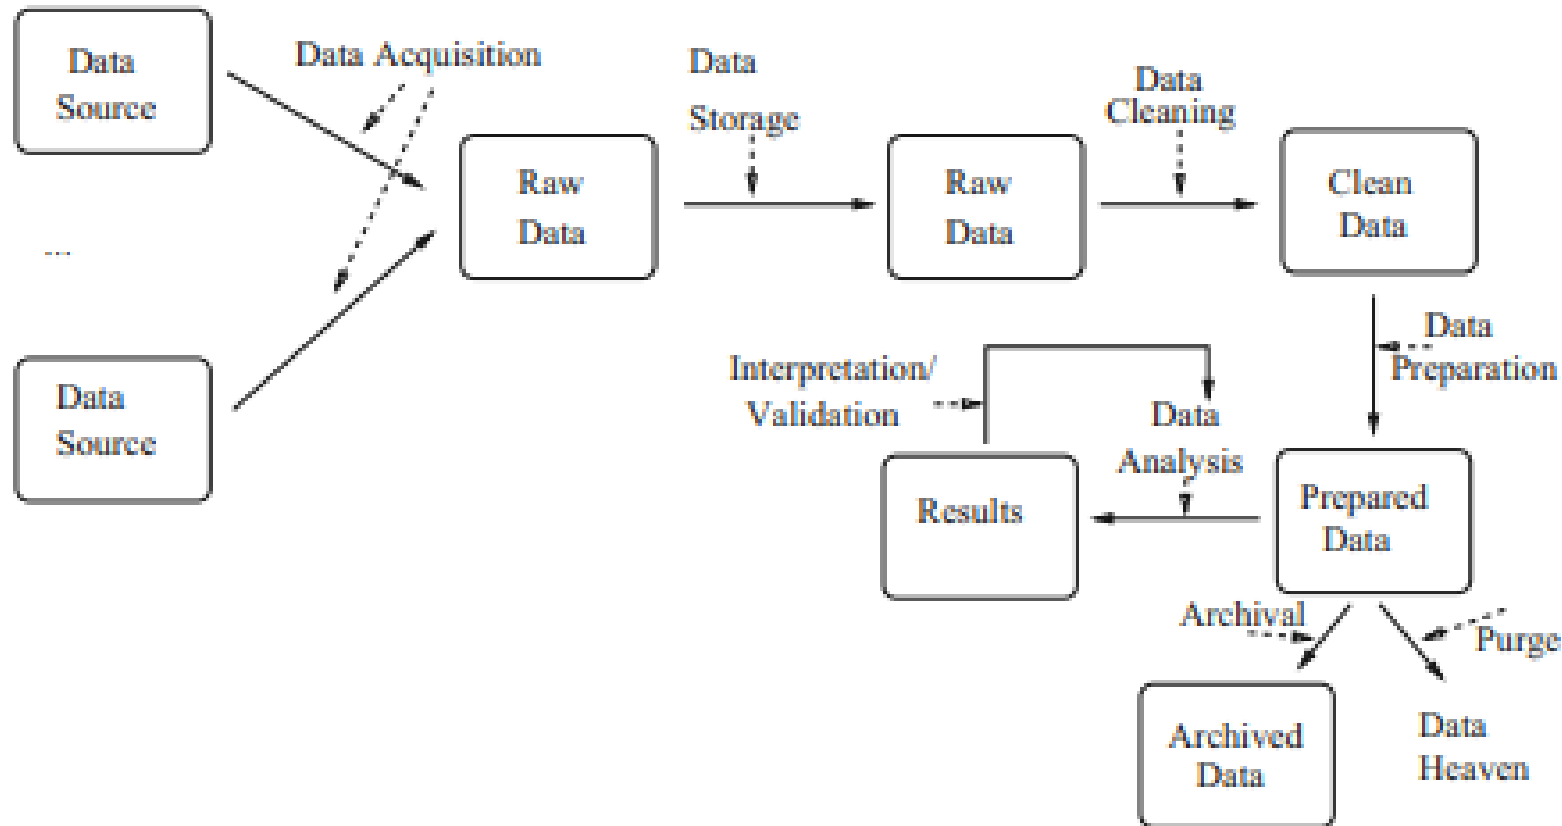 Data
Source
Data Acquisition
Data
Storage
Data
Cleaning
Raw
Data
Raw
Data
Clean
Data
...
Data
Source
Interpretation/
Validation
Data
Analysis
Data
Preparation
Results
Prepared
Data
Archival
Purge
Archived
Data
Data
Heaven